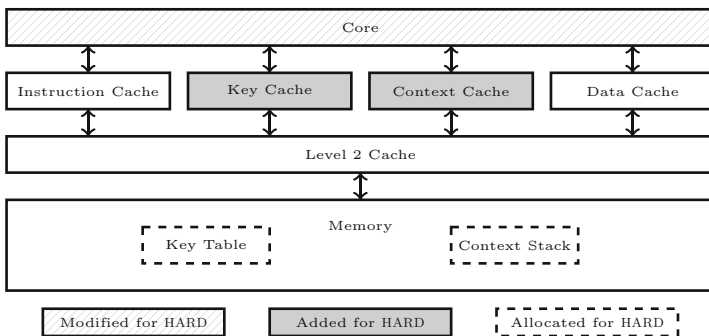 Core
Instruction Cache
Key Cache
Context Cache
Data Cache
Level 2 Cache
Memory
Key Table
Context Stack
Modified for HARD
Added for HARD
Allocated for HARD